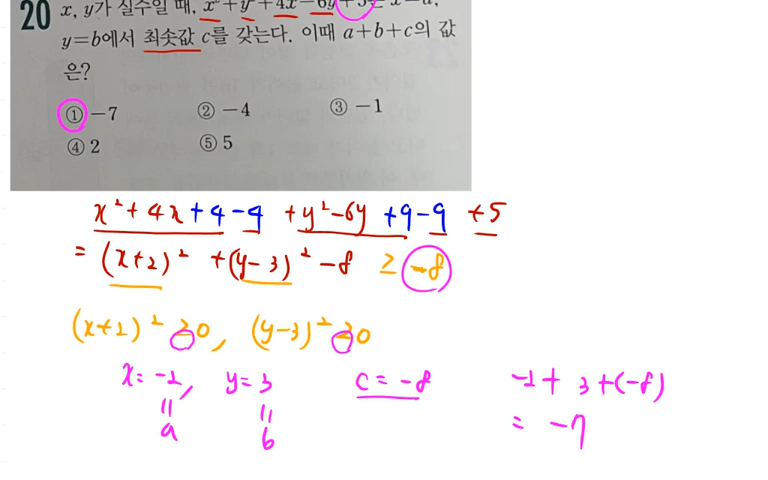 20 x, y가 실수일 때, x²+y²+4x-6y+5는 x=a,
y=b에서 최솟값 c를 갖는다. 이때 a+b+c의 값
은?
① -7 ② -4 ③ -1
④ 2 ⑤ 5
x²+4x+4-4 +y²-6y+9-9 +5
= (x+2)² +(y-3)² -8 ≥ -8
(x+2)² ≥0, (y-3)² ≥0
x=-2, y=3 c=-8 -2+3+(-8)
= -7
a b